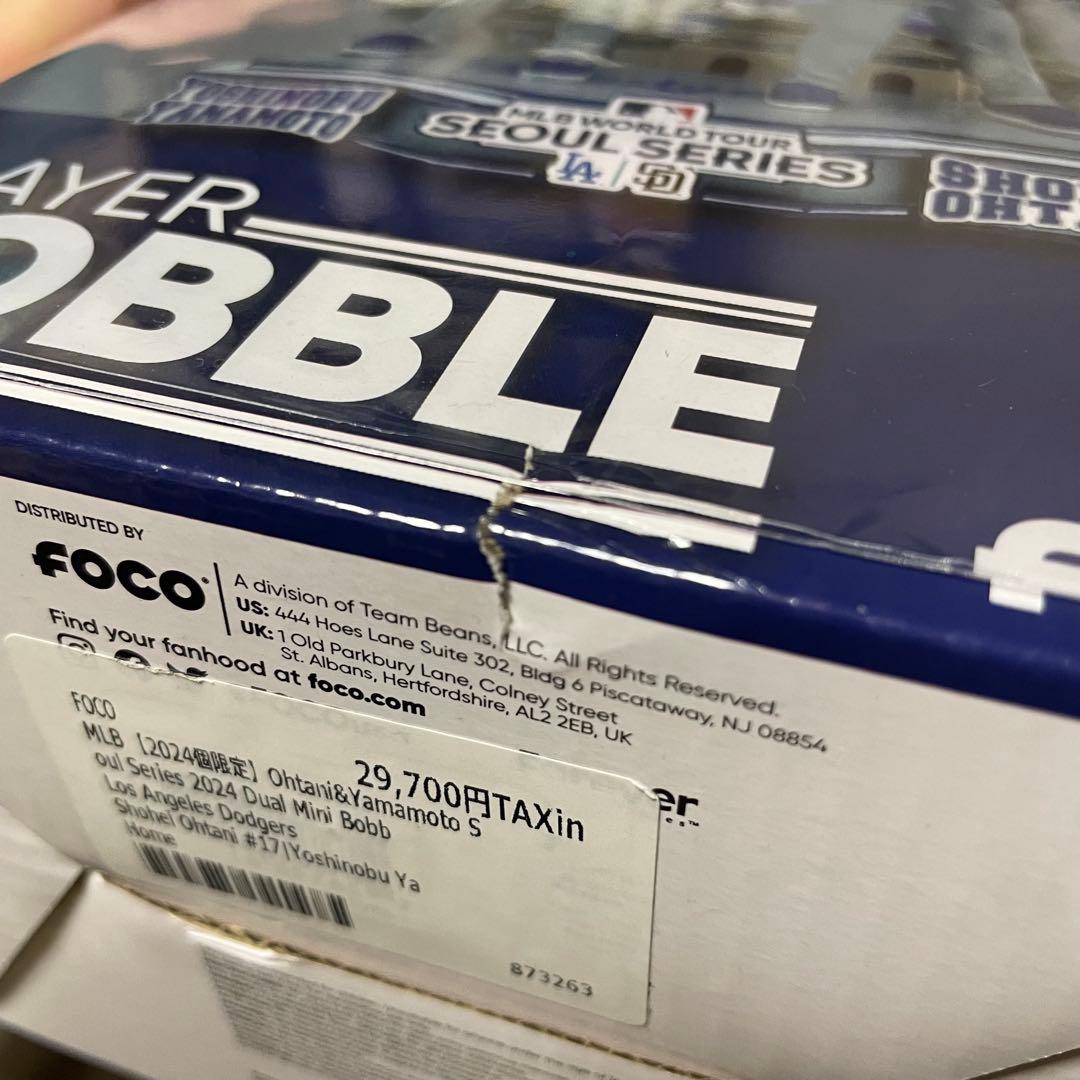 YOSHINOBU
YAMAMOTO
MLB WORLD TOUR
SEOUL SERIES
LA SD
SHO
OHT
AYER
OBBLE
DISTRIBUTED BY
FOCO
A division of Team Beans, LLC. All Rights Reserved.
US: 444 Hoes Lane Suite 302, Bldg 6 Piscataway, NJ 08854
UK: 1 Old Parkbury Lane, Colney Street
St. Albans, Hertfordshire, AL2 2EB, UK
Find your fanhood at foco.com
er
FOCO
29,700円TAXin
MLB 【2024個限定】Ohtani&Yamamoto S
oul Series 2024 Dual Mini Bobb
Los Angeles Dodgers
Shohei Ohtani #17|Yoshinobu Ya
Home
873263